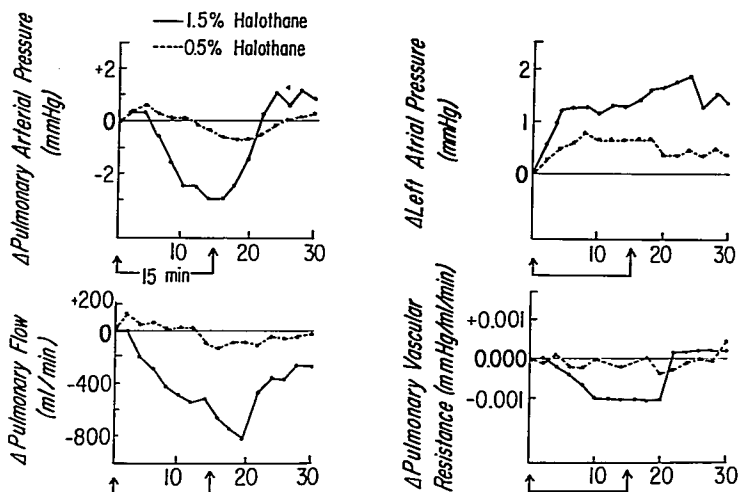 1.5% Halothane
0.5% Halothane
ΔPulmonary Arterial Pressure
(mmHg)
+2
0
-2
10
20
30
15 min
ΔLeft Atrial Pressure
(mmHg)
2
1
0
10
20
30
ΔPulmonary Flow
(ml/min)
+200
0
-400
-800
10
20
30
ΔPulmonary Vascular
Resistance (mmHg/ml/min)
+0.001
0.000
-0.001
0
10
20
30